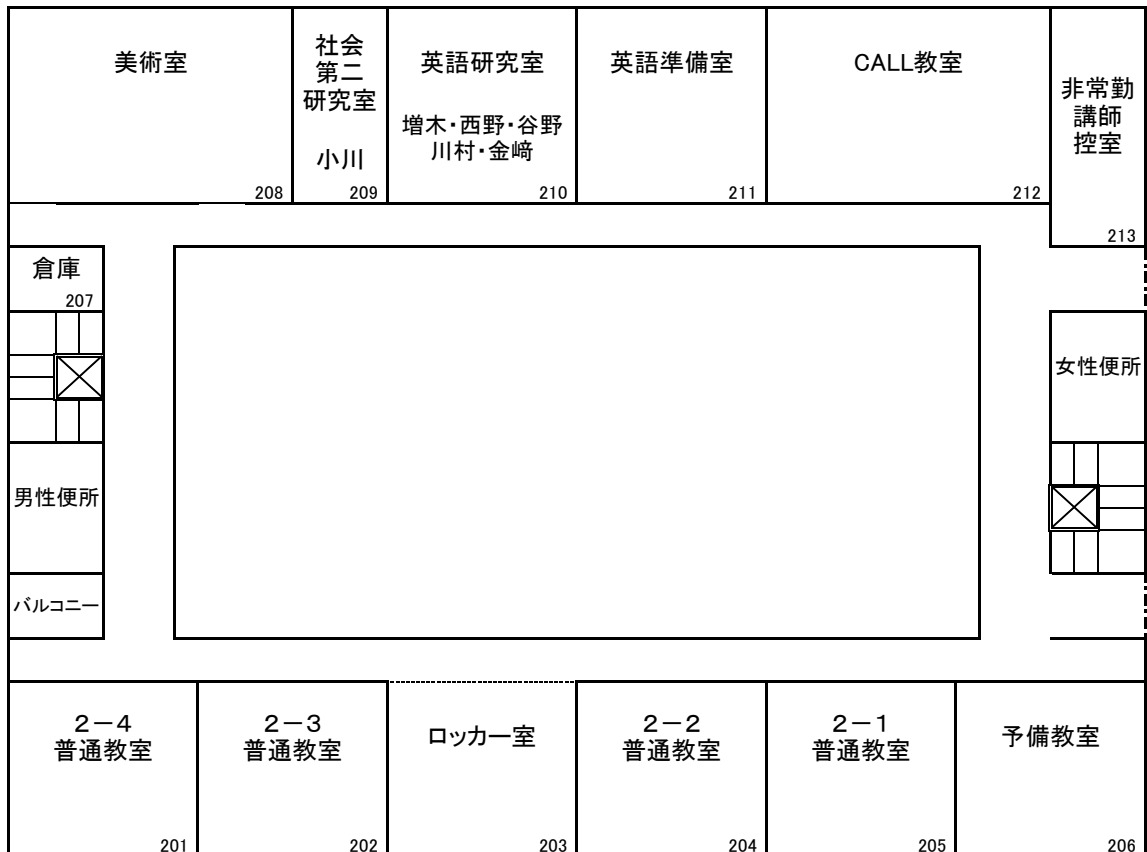 美術室
208
社会
第二
研究室
小川
209
英語研究室
増木・西野・谷野
川村・金﨑
210
英語準備室
211
CALL教室
212
非常勤
講師
控室
213
倉庫
207
女性便所
男性便所
バルコニー
2－4
普通教室
201
2－3
普通教室
202
ロッカー室
203
2－2
普通教室
204
2－1
普通教室
205
予備教室
206